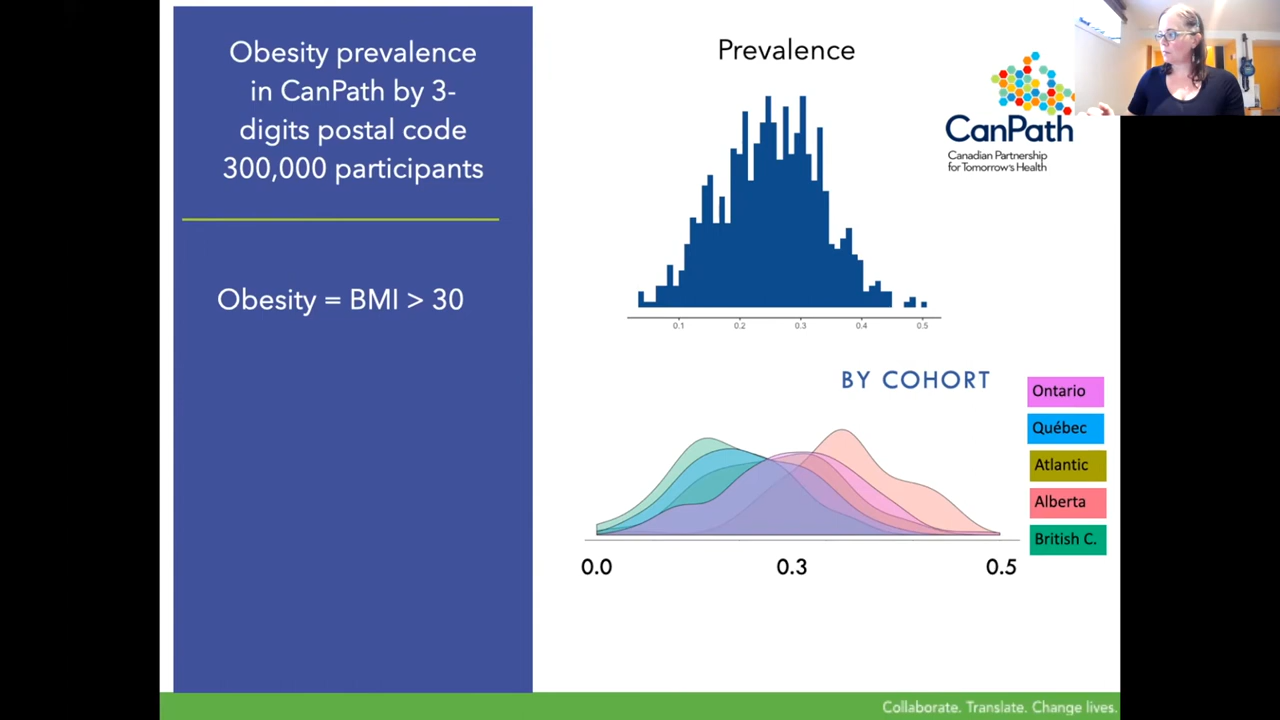 Obesity prevalence
in CanPath by 3-
digits postal code
300,000 participants
Obesity = BMI > 30
Prevalence
0.1 0.2 0.3 0.4 0.5
CanPath
Canadian Partnership
for Tomorrow's Health
BY COHORT
Ontario
Québec
Atlantic
Alberta
British C.
0.0 0.3 0.5
Collaborate. Translate. Change lives.